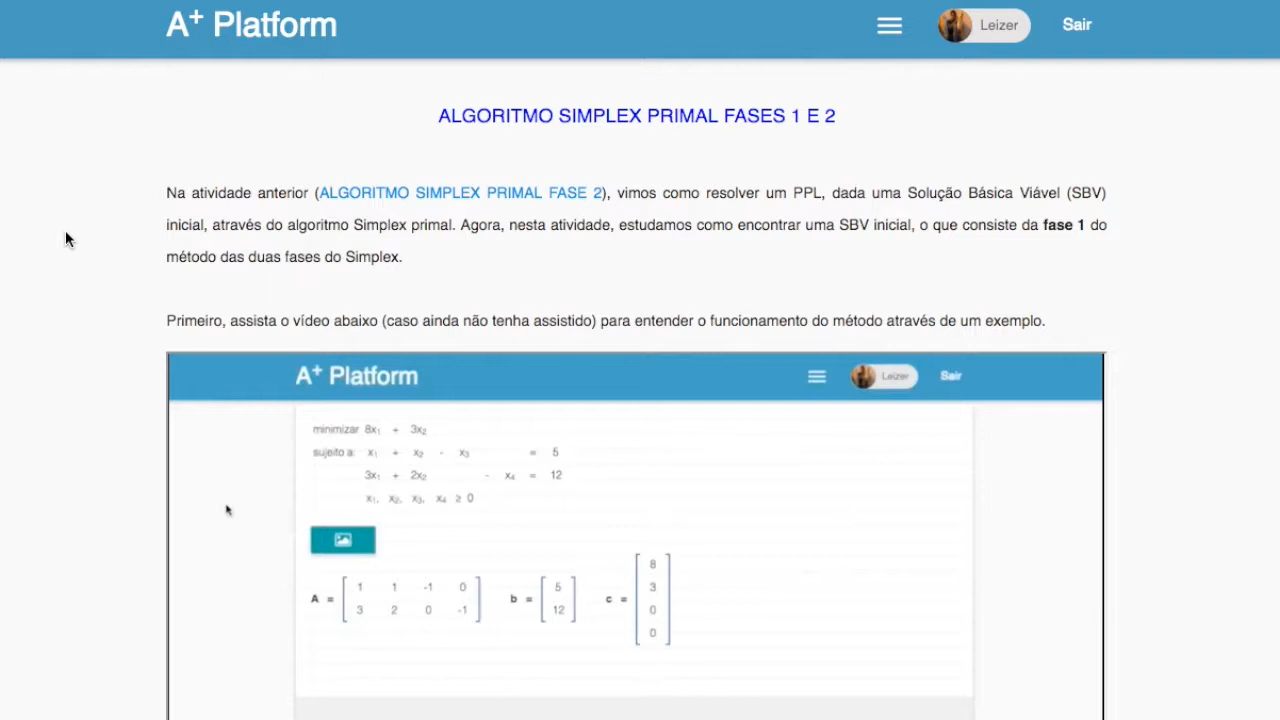 A⁺ Platform
Leizer
Sair
ALGORITMO SIMPLEX PRIMAL FASES 1 E 2
Na atividade anterior (ALGORITMO SIMPLEX PRIMAL FASE 2), vimos como resolver um PPL, dada uma Solução Básica Viável (SBV)
inicial, através do algoritmo Simplex primal. Agora, nesta atividade, estudamos como encontrar uma SBV inicial, o que consiste da fase 1 do
método das duas fases do Simplex.
Primeiro, assista o vídeo abaixo (caso ainda não tenha assistido) para entender o funcionamento do método através de um exemplo.
A⁺ Platform
Leizer
Sair
minimizar 8x₁ + 3x₂
sujeito a: x₁ + x₂ - x₃ = 5
3x₁ + 2x₂ - x₄ = 12
x₁, x₂, x₃, x₄ ≥ 0
A = [ 1 1 -1 0
3 2 0 -1 ]
b = [ 5
12 ]
c = [ 8
3
0
0 ]